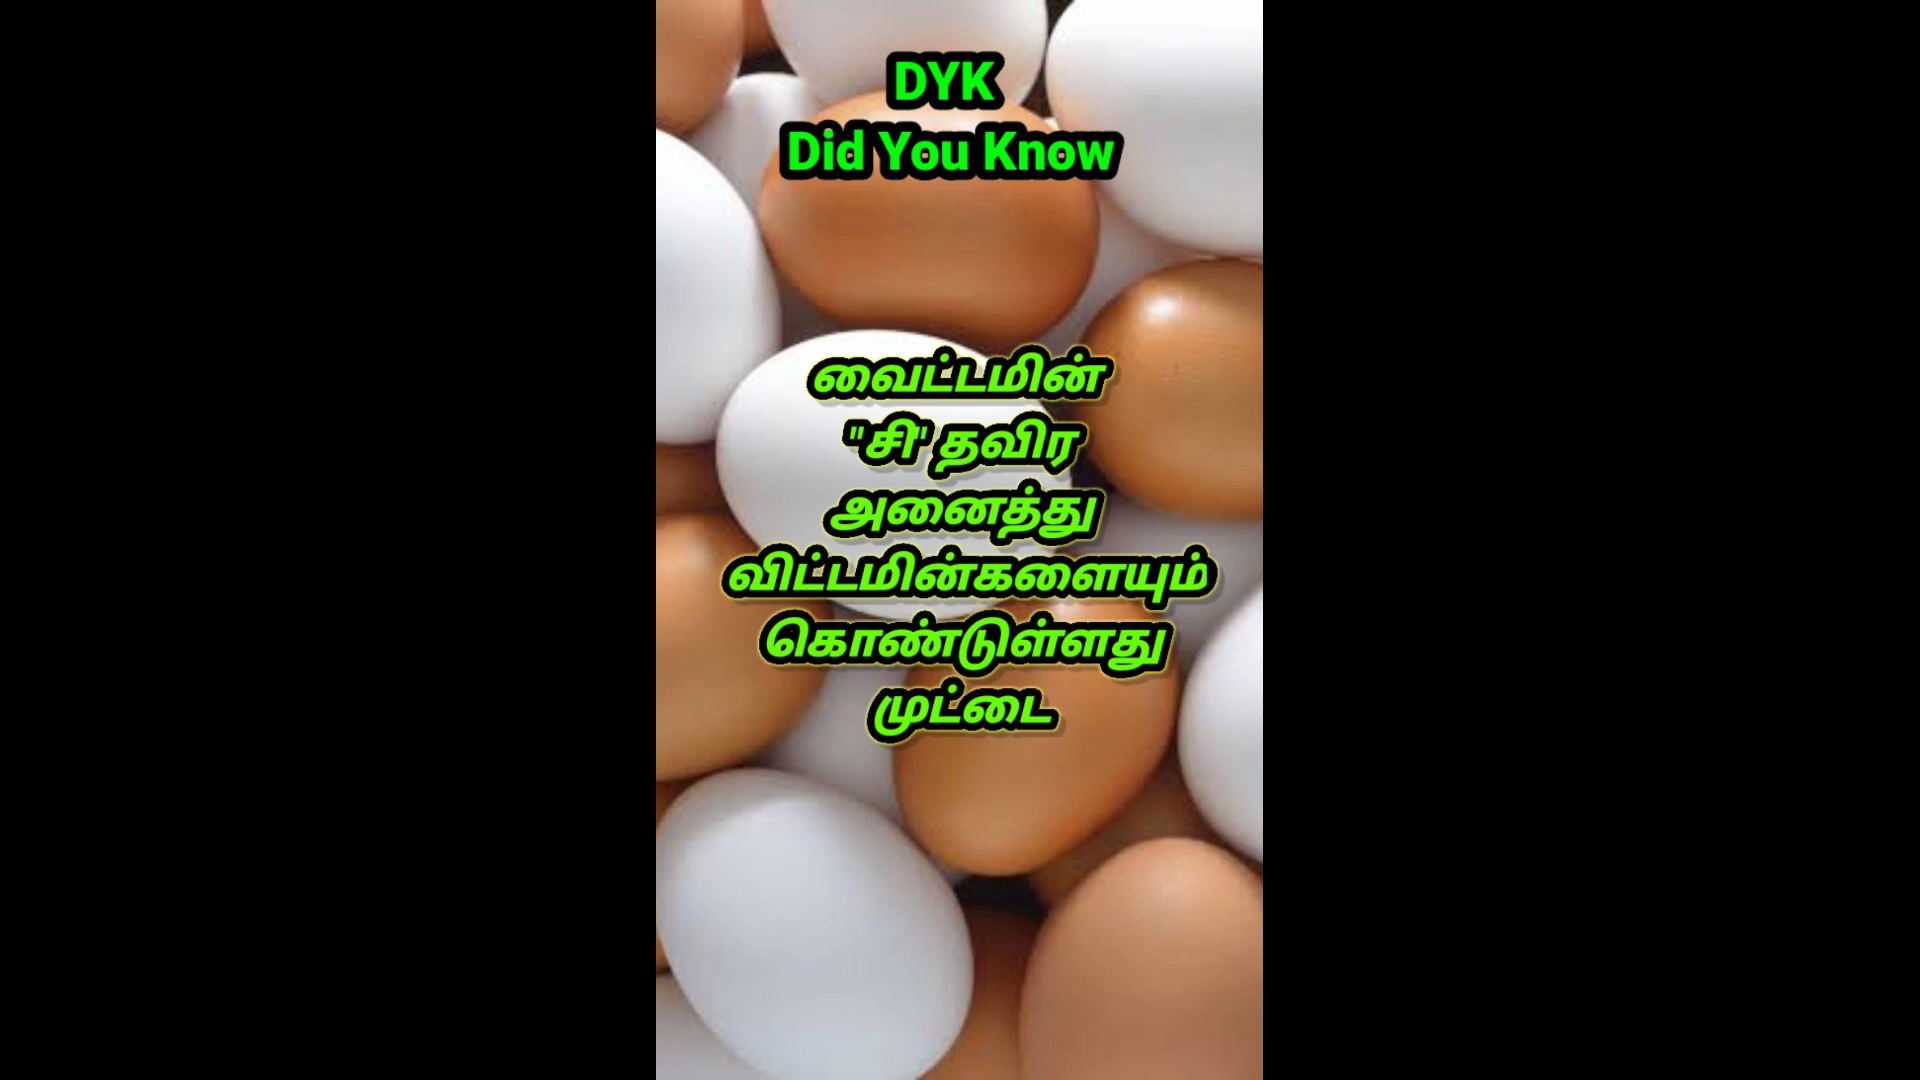 DYK
Did You Know
வைட்டமின்
"சி" தவிர
அனைத்து
விட்டமின்களையும்
கொண்டுள்ளது
முட்டை